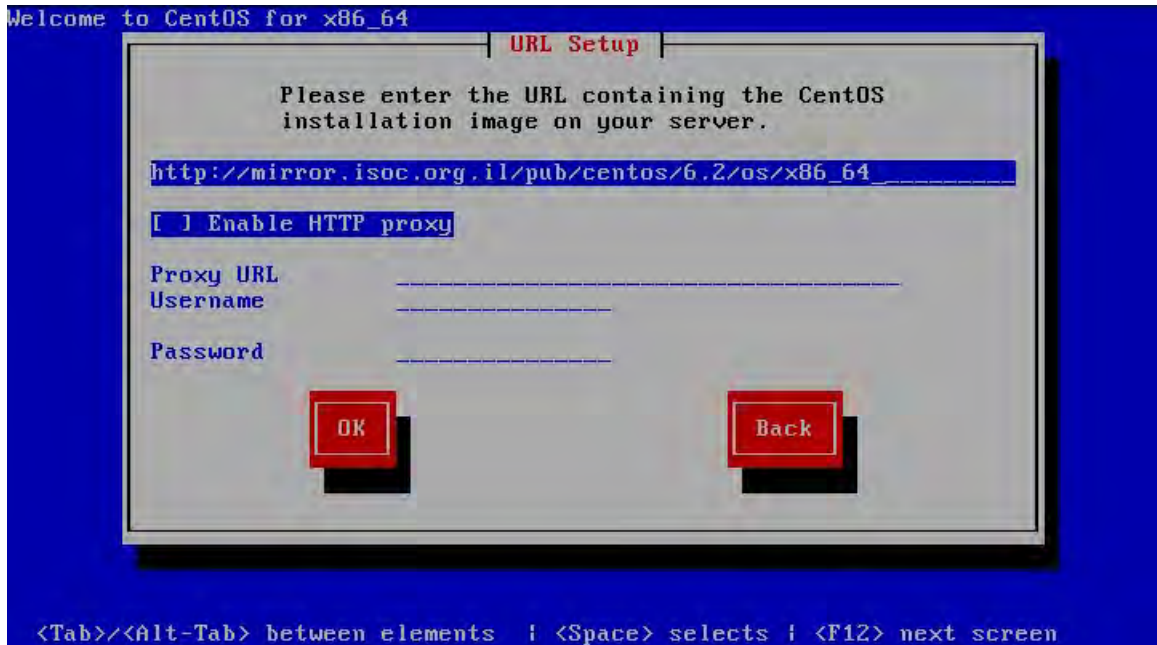 Welcome to CentOS for x86_64
URL Setup
Please enter the URL containing the CentOS
installation image on your server.
http://mirror.isoc.org.il/pub/centos/6.2/os/x86_64_________
[ ] Enable HTTP proxy
Proxy URL
Username
Password
OK Back
<Tab>/<Alt-Tab> between elements | <Space> selects | <F12> next screen